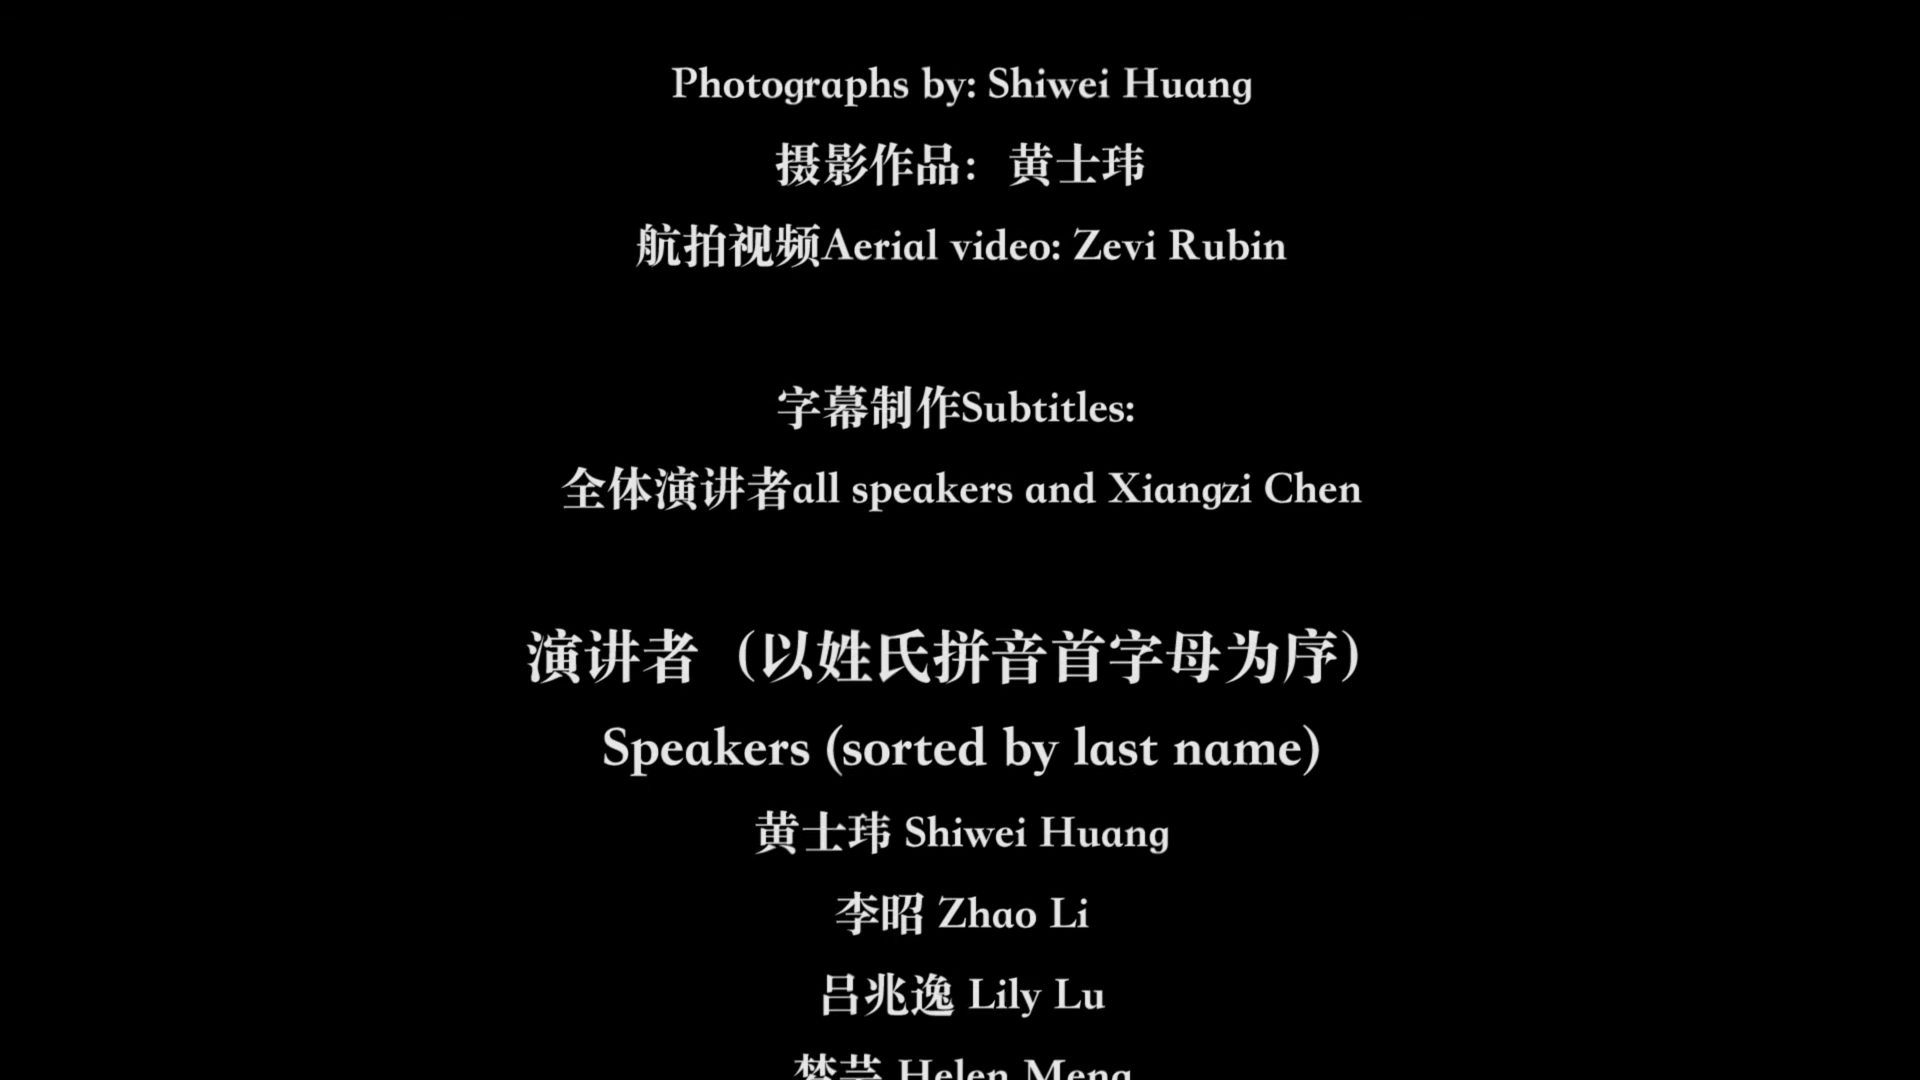 Photographs by: Shiwei Huang
摄影作品：黄士玮
航拍视频Aerial video: Zevi Rubin
字幕制作Subtitles:
全体演讲者all speakers and Xiangzi Chen
演讲者（以姓氏拼音首字母为序）
Speakers (sorted by last name)
黄士玮 Shiwei Huang
李昭 Zhao Li
吕兆逸 Lily Lu
Helen Meng